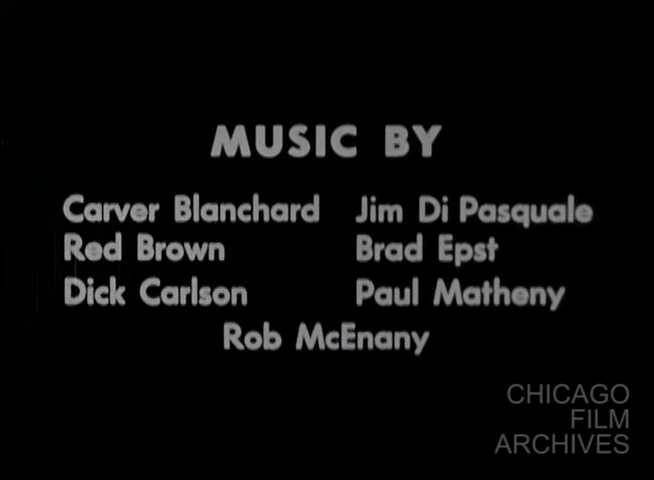 MUSIC BY
Carver Blanchard Jim Di Pasquale
Red Brown Brad Epst
Dick Carlson Paul Matheny
Rob McEnany
CHICAGO
FILM
ARCHIVES